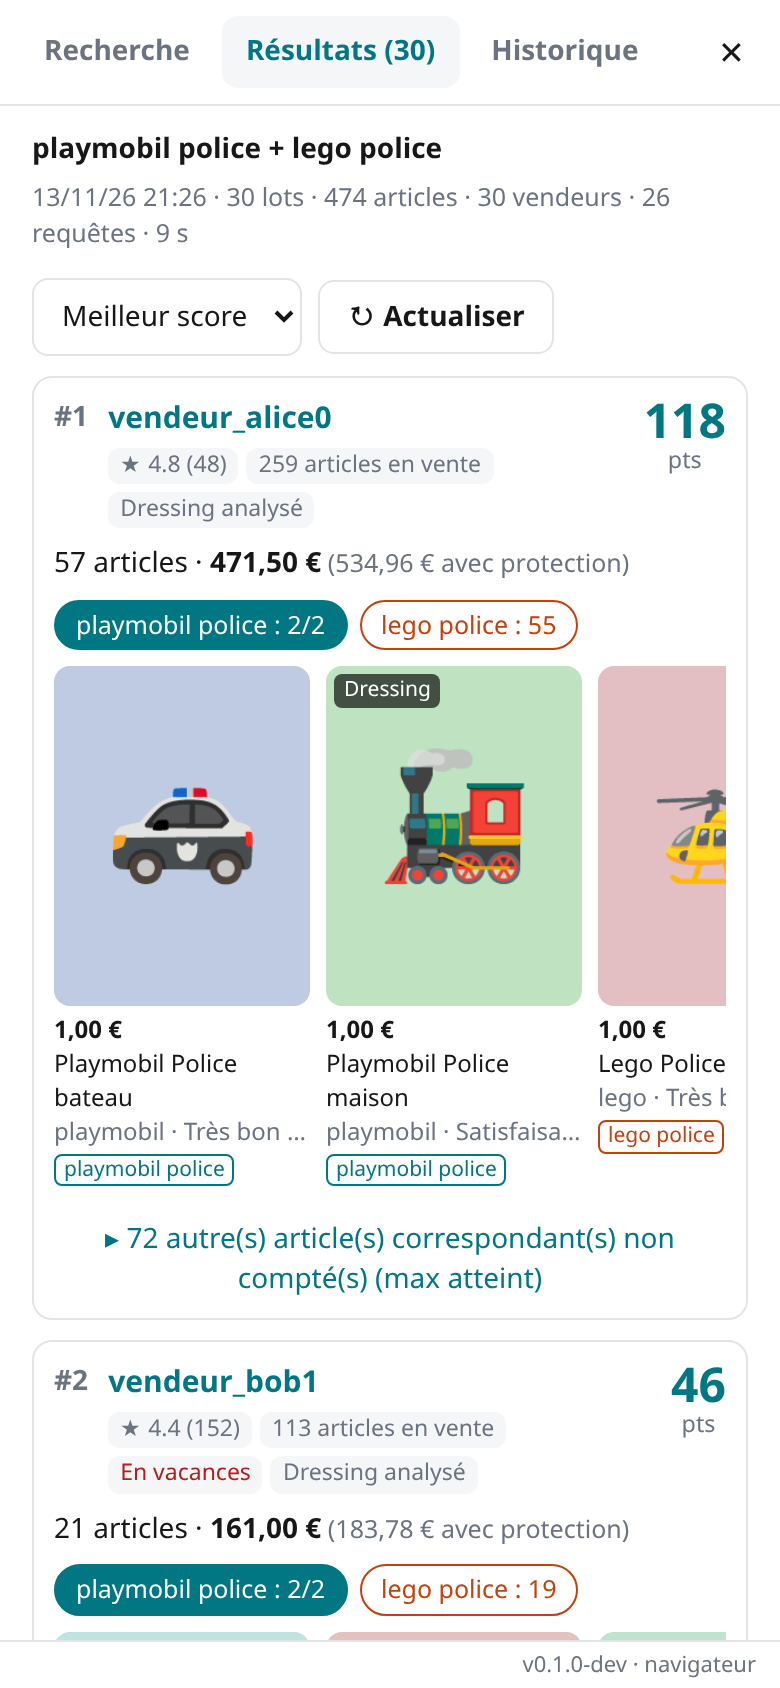 Recherche
Résultats (30)
Historique
×
playmobil police + lego police
13/11/26 21:26 · 30 lots · 474 articles · 30 vendeurs · 26
requêtes · 9 s
Meilleur score
↻ Actualiser
#1 vendeur_alice0
118
pts
★ 4.8 (48)
259 articles en vente
Dressing analysé
57 articles · 471,50 € (534,96 € avec protection)
playmobil police : 2/2
lego police : 55
Dressing
1,00 €
Playmobil Police
bateau
playmobil · Très bon ...
playmobil police
1,00 €
Playmobil Police
maison
playmobil · Satisfaisa...
playmobil police
1,00 €
Lego Police
lego · Très
lego police
▸ 72 autre(s) article(s) correspondant(s) non
compté(s) (max atteint)
#2 vendeur_bob1
46
pts
★ 4.4 (152)
113 articles en vente
En vacances
Dressing analysé
21 articles · 161,00 € (183,78 € avec protection)
playmobil police : 2/2
lego police : 19
v0.1.0-dev · navigateur